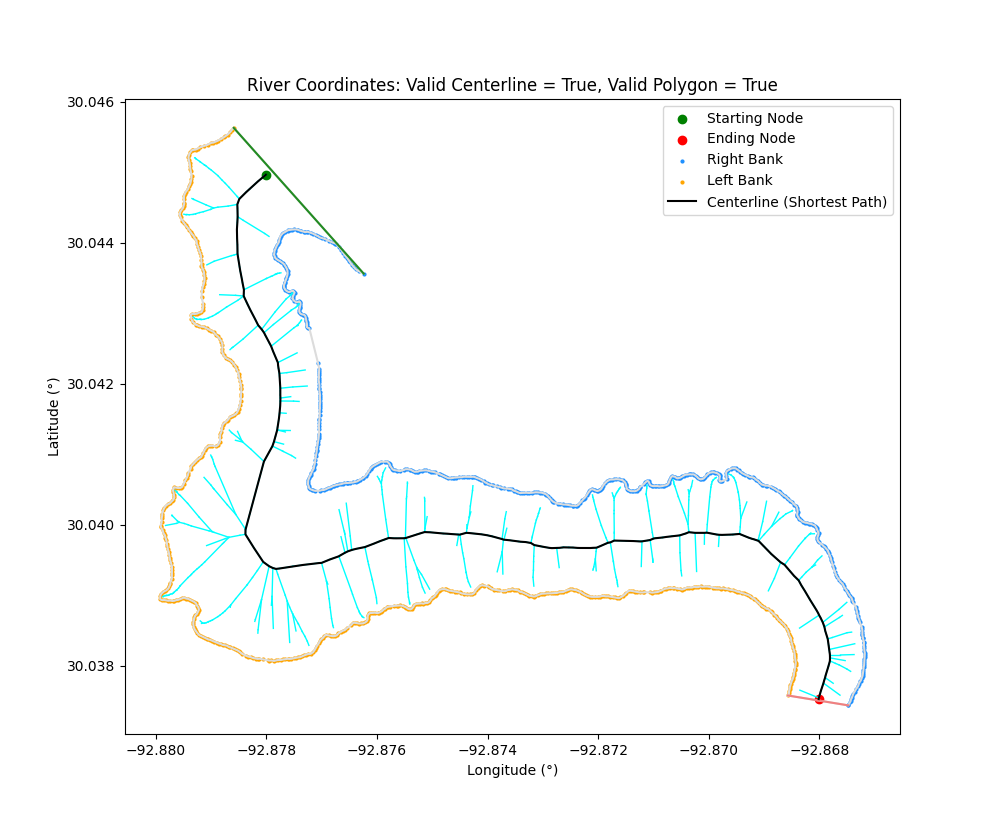 River Coordinates: Valid Centerline = True, Valid Polygon = True
Starting Node
Ending Node
Right Bank
Left Bank
Centerline (Shortest Path)
30.046
30.044
30.042
30.040
30.038
Latitude (°)
−92.880
−92.878
−92.876
−92.874
−92.872
−92.870
−92.868
Longitude (°)